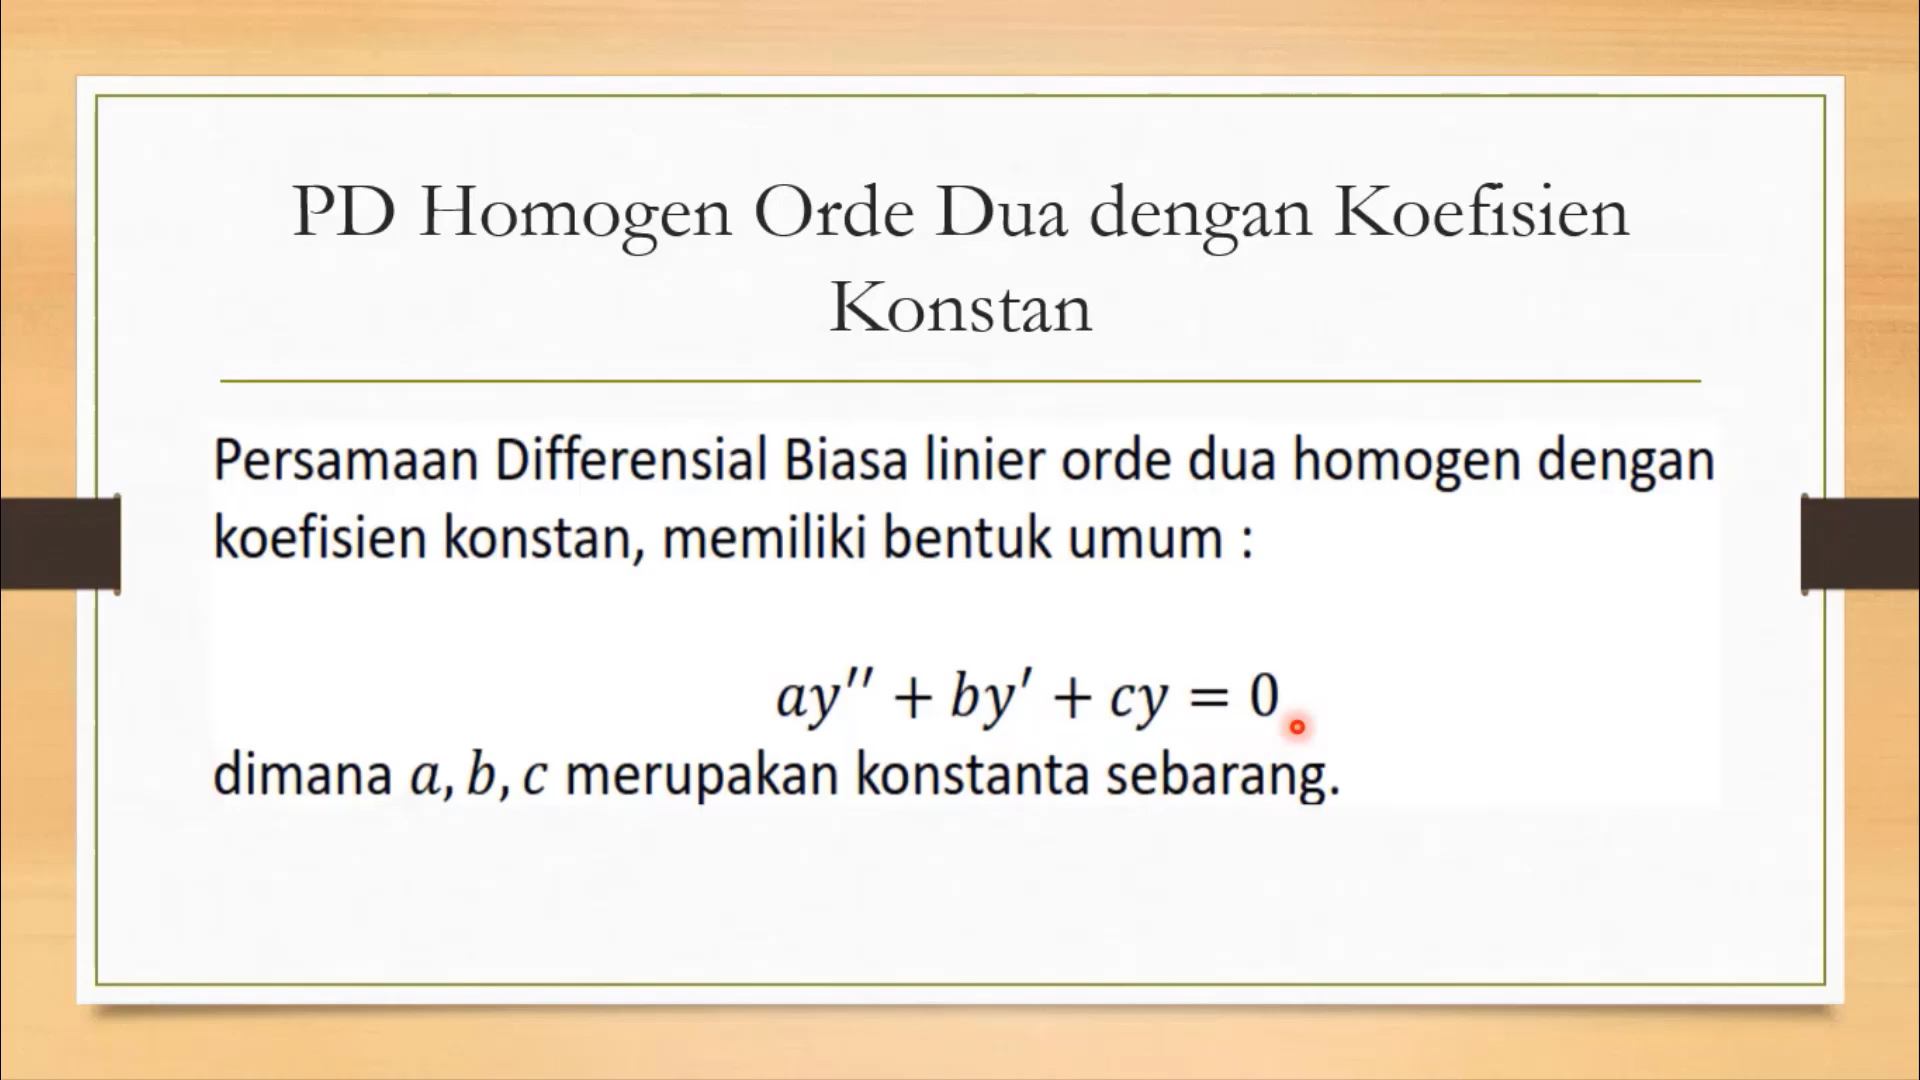 PD Homogen Orde Dua dengan Koefisien
Konstan
Persamaan Differensial Biasa linier orde dua homogen dengan
koefisien konstan, memiliki bentuk umum :
ay′′ + by′ + cy = 0
dimana a, b, c merupakan konstanta sebarang.